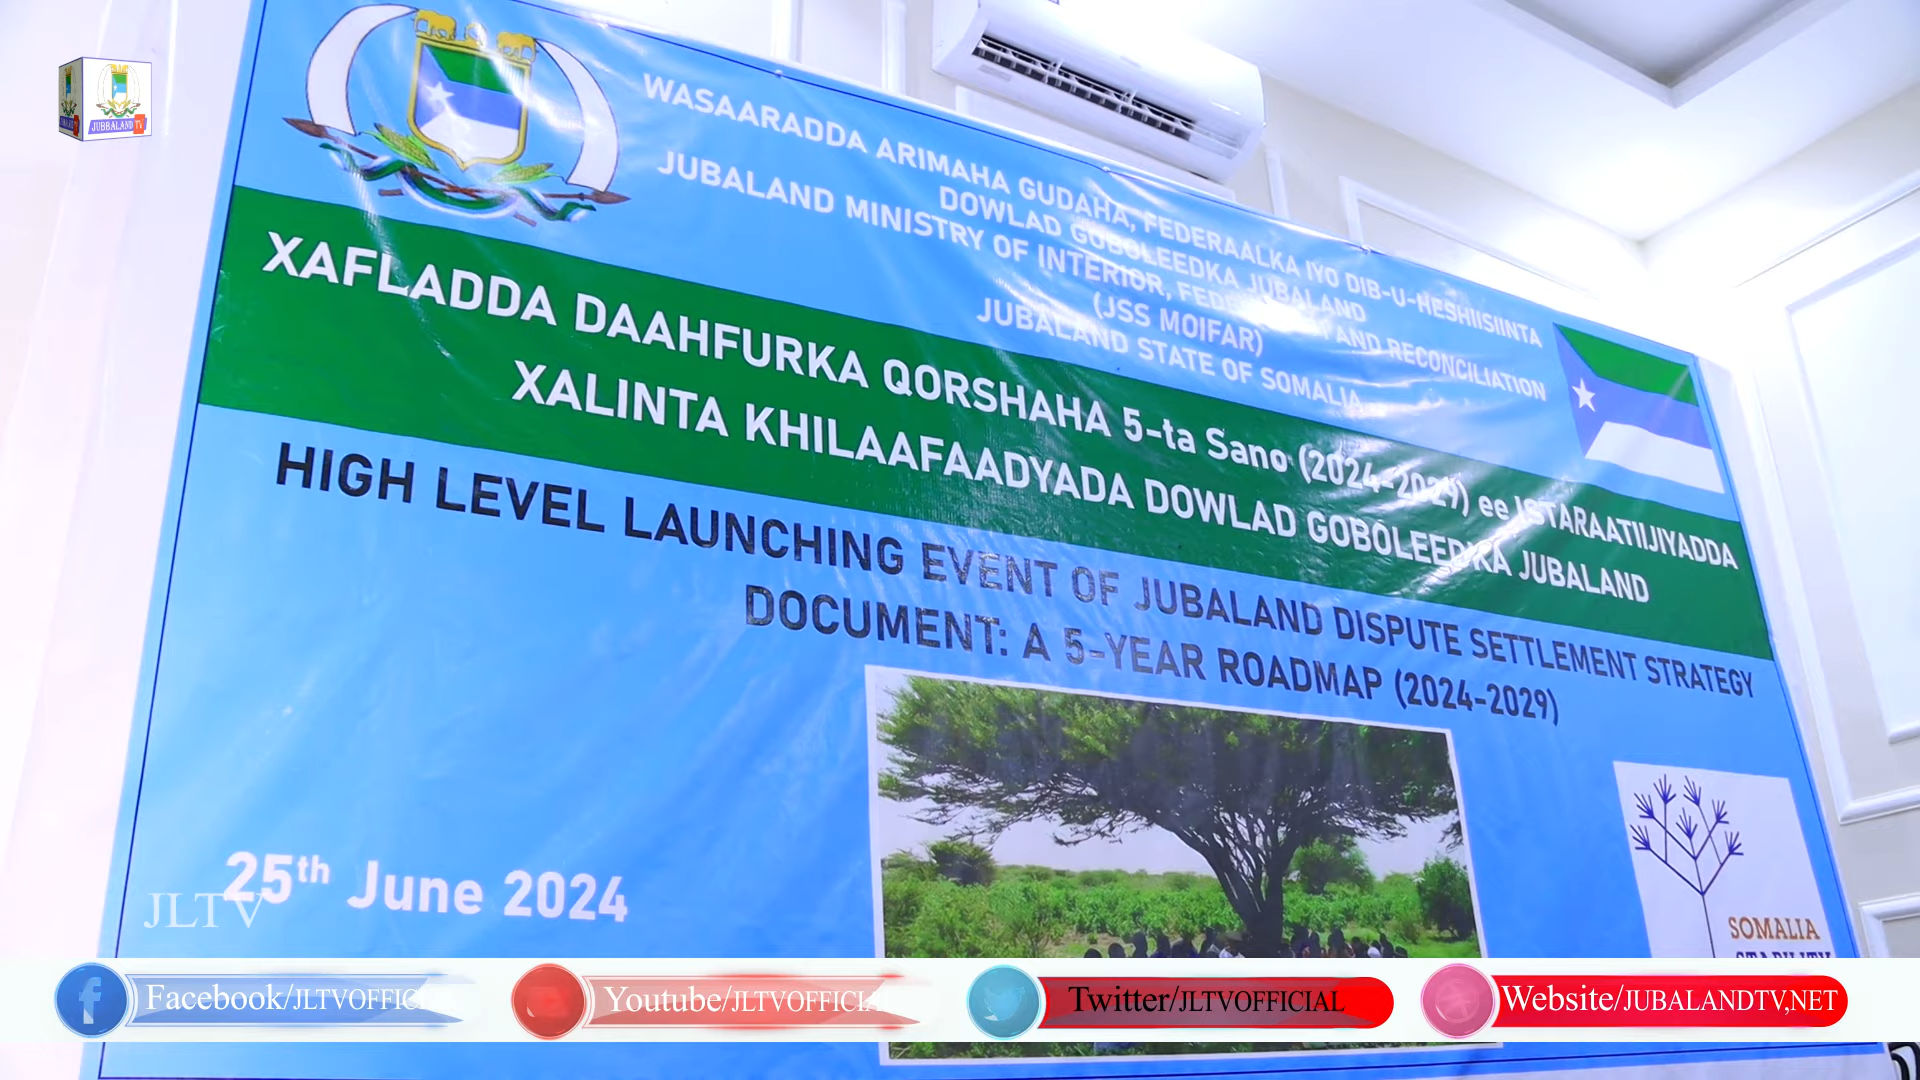 JUBBALAND TV
WASAARADDA ARIMAHA GUDAHA, FEDERAALKA IYO DIB-U-HESHIISIINTA
DOWLAD GOBOLEEDKA JUBALAND
JUBALAND MINISTRY OF INTERIOR, AND RECONCILIATION
(JSS MOIFAR)
JUBALAND STATE OF SOMALIA
XAFLADDA DAAHFURKA QORSHAHA 5-ta Sano (2024-2029) ee ISTARAATIIJIYADDA
XALINTA KHILAAFAADYADA DOWLAD GOBOLEEDKA JUBALAND
HIGH LEVEL LAUNCHING EVENT OF JUBALAND DISPUTE SETTLEMENT STRATEGY
DOCUMENT: A 5-YEAR ROADMAP (2024-2029)
25th June 2024
JLTV
SOMALIA
STABILITY
Facebook/JLTVOFFICI
Youtube/JLTVOFFICIA
Twitter/JLTVOFFICIAL
Website/JUBALANDTV,NET